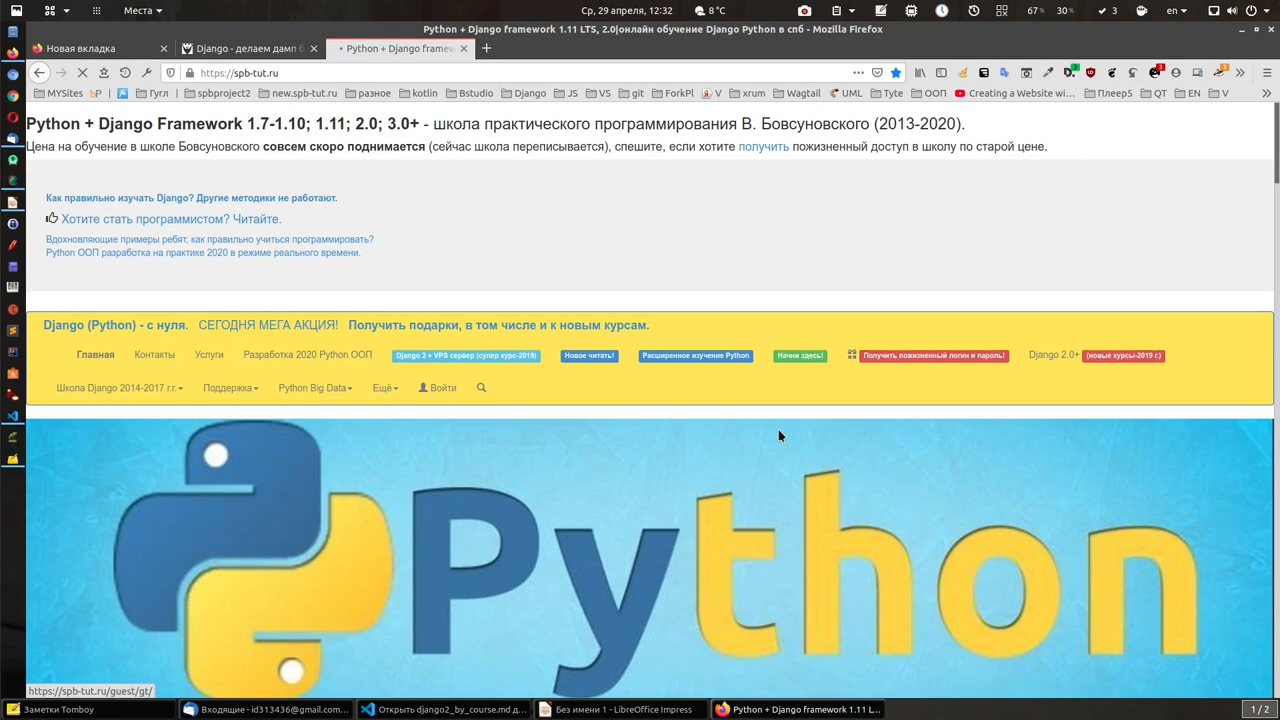 Места
Ср, 29 апреля, 12:32
8°C
67%
30%
3
en
Python + Django framework 1.11 LTS, 2.0|онлайн обучение Django Python в спб - Mozilla Firefox
Новая вкладка
Django - делаем дамп б
Python + Django framew
https://spb-tut.ru
MYSites
bP
Гугл
spbproject2
new.spb-tut.ru
разное
kotlin
Bstudio
Django
JS
VS
git
ForkPl
V
xrum
Wagtail
UML
Tyte
ООП
Creating a Website wi...
Плеер5
QT
EN
V
Python + Django Framework 1.7-1.10; 1.11; 2.0; 3.0+ - школа практического программирования В. Бовсуновского (2013-2020).
Цена на обучение в школе Бовсуновского совсем скоро поднимается (сейчас школа переписывается), спешите, если хотите получить пожизненный доступ в школу по старой цене.
Как правильно изучать Django? Другие методики не работают.
Хотите стать программистом? Читайте.
Вдохновляющие примеры ребят, как правильно учиться программировать?
Python ООП разработка на практике 2020 в режиме реального времени.
Django (Python) - с нуля. СЕГОДНЯ МЕГА АКЦИЯ! Получить подарки, в том числе и к новым курсам.
Главная
Контакты
Услуги
Разработка 2020 Python ООП
Django 2 + VPS сервер (супер курс-2019)
Новое читать!
Расширенное изучение Python
Начни здесь!
Получить пожизненный логин и пароль!
Django 2.0+ (новые курсы-2019 г.)
Школа Django 2014-2017 г.г.
Поддержка
Python Big Data
Ещё
Войти
Python
https://spb-tut.ru/guest/gt/
Заметки Tomboy
Входящие - id313436@gmail.com...
Открыть django2_by_course.md д...
Без имени 1 - LibreOffice Impress
Python + Django framework 1.11 L...
1 / 2